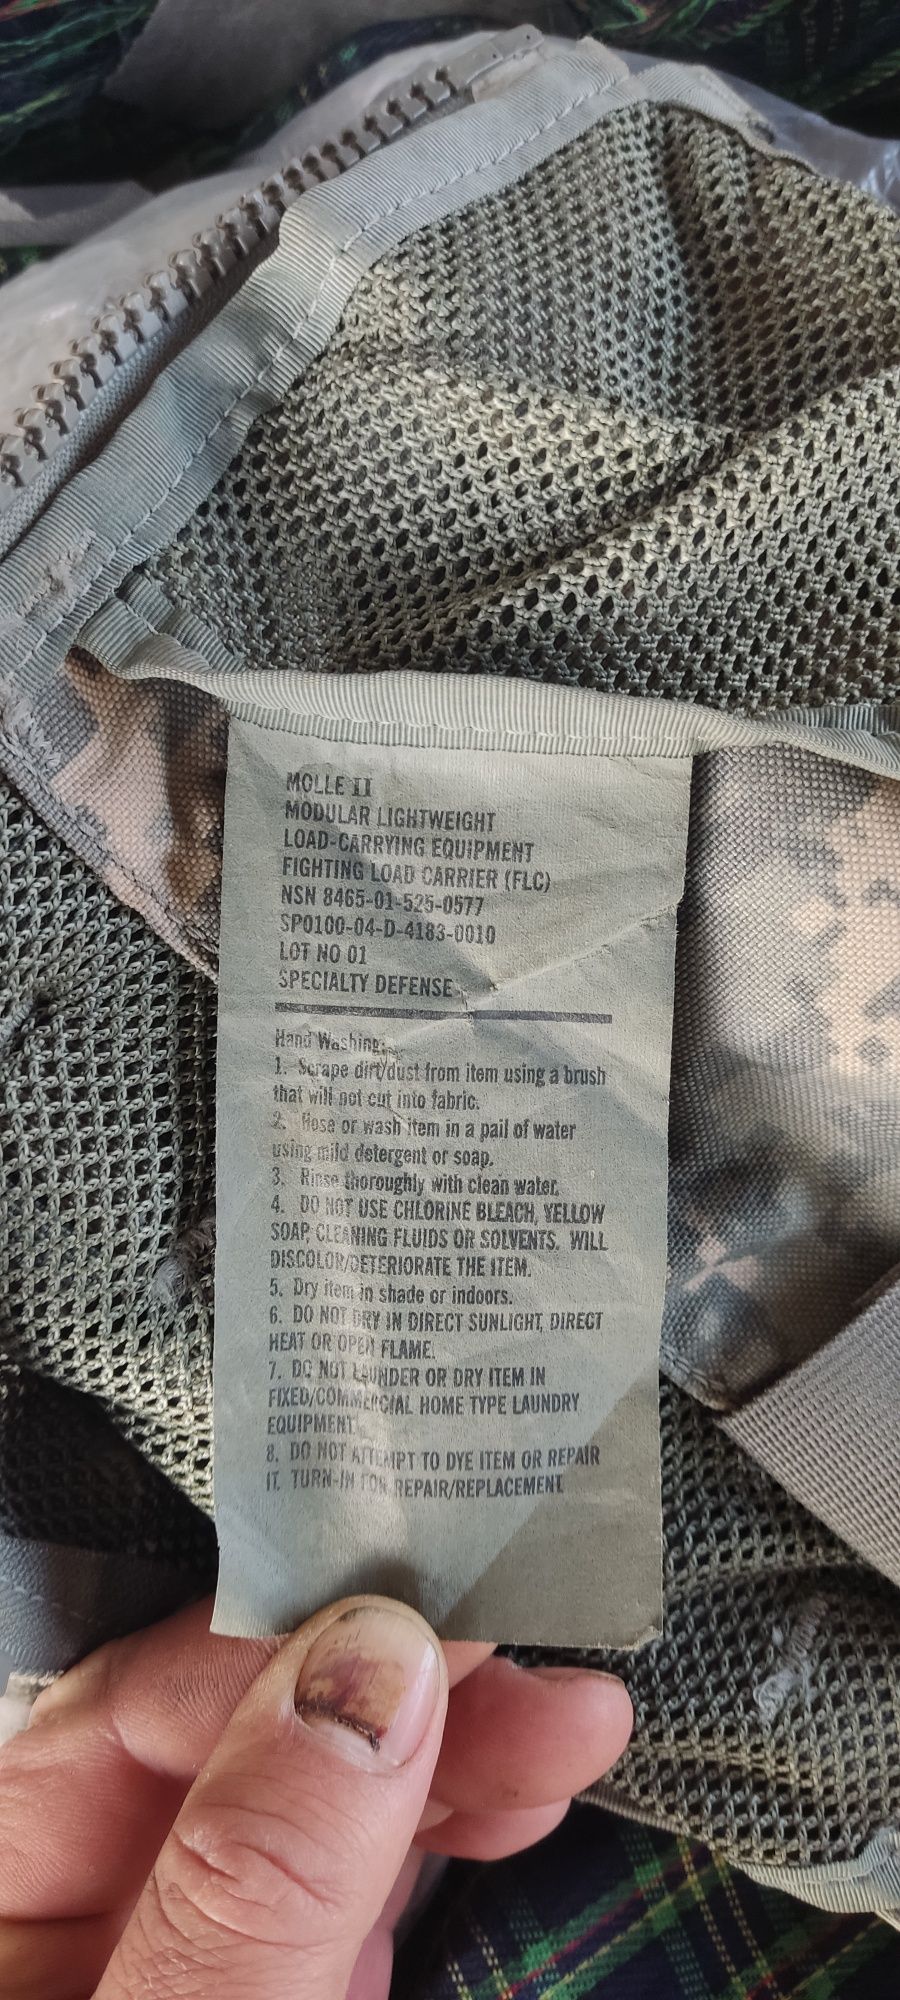 MOLLE II
MODULAR LIGHTWEIGHT
LOAD-CARRYING EQUIPMENT
FIGHTING LOAD CARRIER (FLC)
NSN 8465-01-525-0577
SP0100-04-D-4183-0010
LOT NO 01
SPECIALTY DEFENSE
Hand Washing:
1. Scrape dirt/dust from item using a brush
that will not cut into fabric.
2. Hose or wash item in a pail of water
using mild detergent or soap.
3. Rinse thoroughly with clean water.
4. DO NOT USE CHLORINE BLEACH, YELLOW
SOAP, CLEANING FLUIDS OR SOLVENTS. WILL
DISCOLOR/DETERIORATE THE ITEM.
5. Dry item in shade or indoors.
6. DO NOT DRY IN DIRECT SUNLIGHT, DIRECT
HEAT OR OPEN FLAME.
7. DO NOT LAUNDER OR DRY ITEM IN
FIXED/COMMERCIAL HOME TYPE LAUNDRY
EQUIPMENT.
8. DO NOT ATTEMPT TO DYE ITEM OR REPAIR
IT. TURN-IN FOR REPAIR/REPLACEMENT